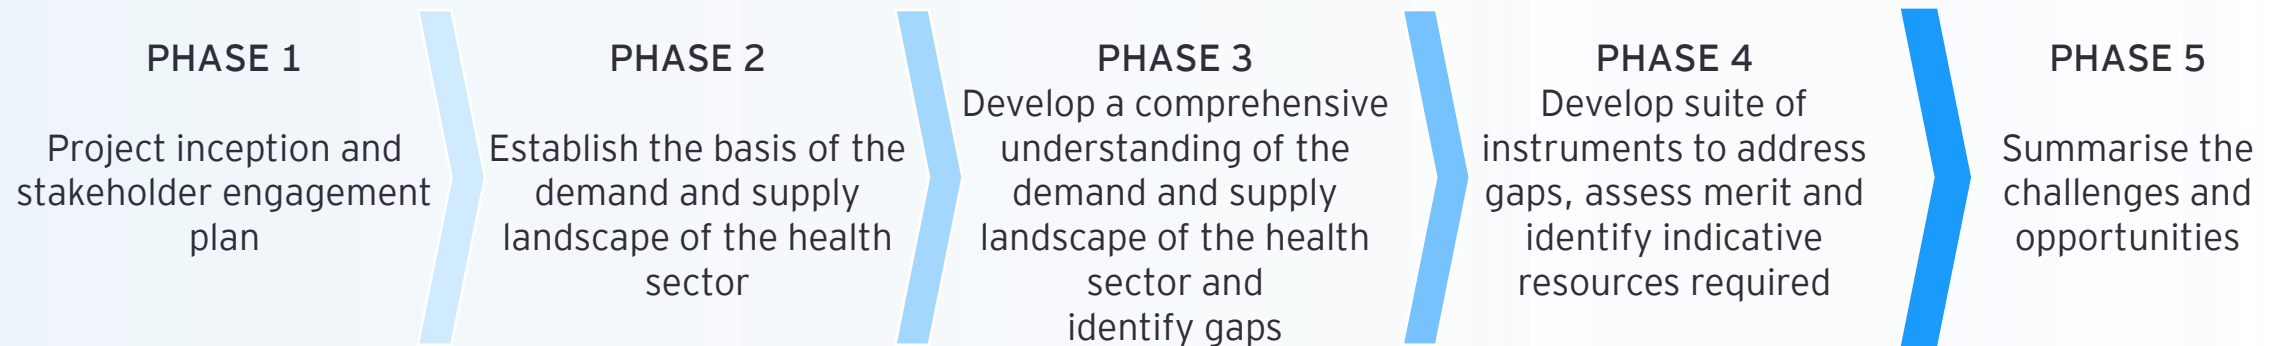 PHASE 1
Project inception and
stakeholder engagement
plan
PHASE 2
Establish the basis of the
demand and supply
landscape of the health
sector
PHASE 3
Develop a comprehensive
understanding of the
demand and supply
landscape of the health
sector and
identify gaps
PHASE 4
Develop suite of
instruments to address
gaps, assess merit and
identify indicative
resources required
PHASE 5
Summarise the
challenges and
opportunities